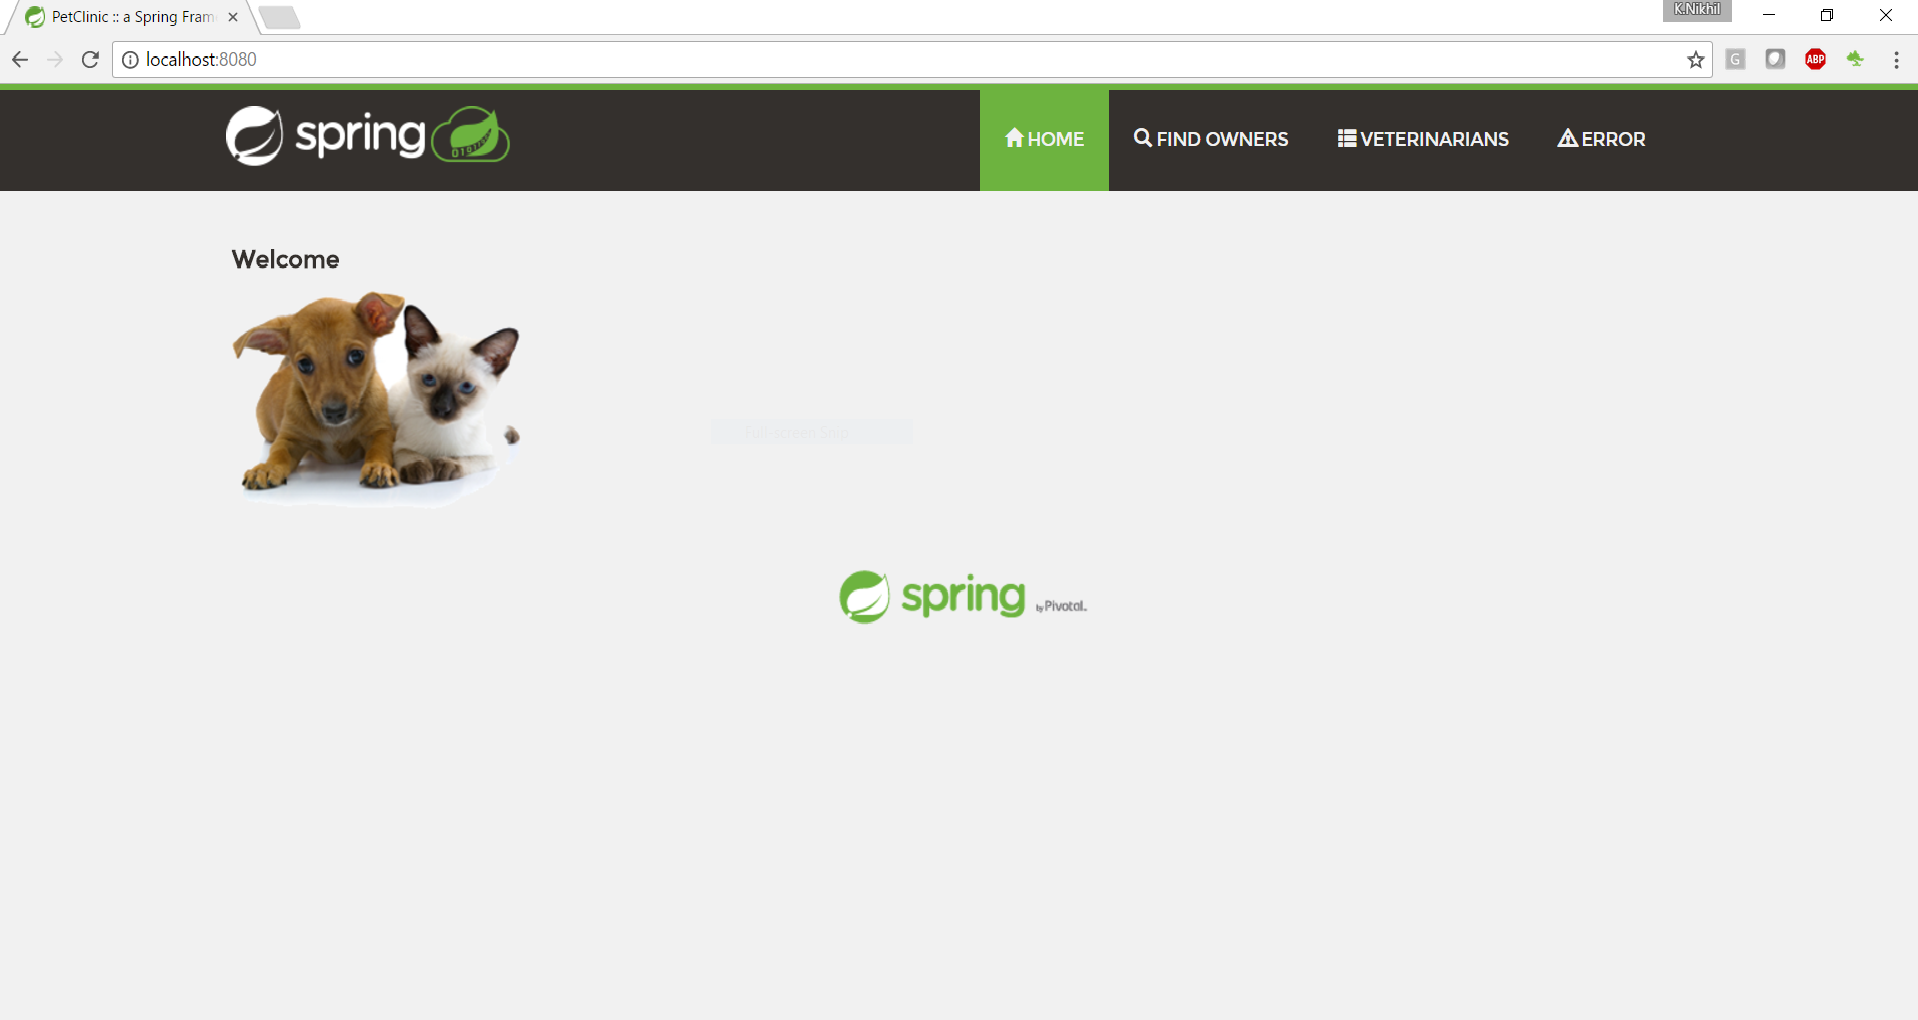 PetClinic :: a Spring Fram
K.Nikhil
localhost:8080
G
ABP
spring
HOME
FIND OWNERS
VETERINARIANS
ERROR
Welcome
Full-screen Snip
spring by Pivotal.